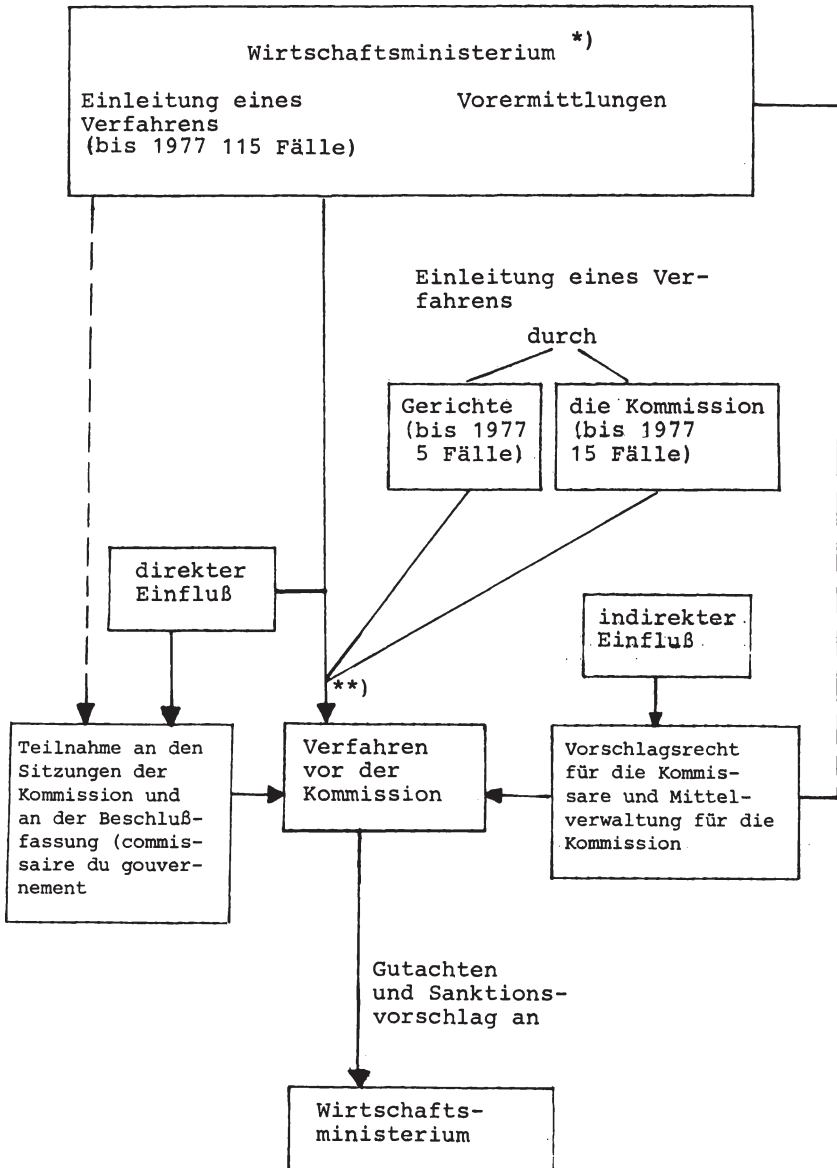 Wirtschaftsministerium *)
Einleitung eines
Verfahrens
(bis 1977 115 Fälle)
Vorermittlungen
Einleitung eines Ver-
fahrens
durch
Gerichte
(bis 1977
5 Fälle)
die Kommission
(bis 1977
15 Fälle)
direkter
Einfluß
indirekter
Einfluß
**)
Teilnahme an den
Sitzungen der
Kommission und
an der Beschluß-
fassung (commis-
saire du gouver-
nement
Verfahren
vor der
Kommission
Vorschlagsrecht
für die Kommis-
sare und Mittel-
verwaltung für die
Kommission
Gutachten
und Sanktions-
vorschlag an
Wirtschafts-
ministerium